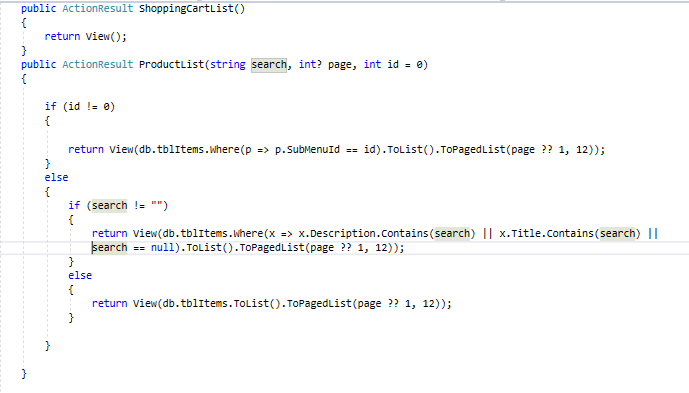 public ActionResult ShoppingCartList()
{
return View();
}
public ActionResult ProductList(string search, int? page, int id = 0)
{
if (id != 0)
{
return View(db.tblItems.Where(p => p.SubMenuId == id).ToList().ToPagedList(page ?? 1, 12));
}
else
{
if (search != "")
{
return View(db.tblItems.Where(x => x.Description.Contains(search) || x.Title.Contains(search) ||
search == null).ToList().ToPagedList(page ?? 1, 12));
}
else
{
return View(db.tblItems.ToList().ToPagedList(page ?? 1, 12));
}
}
}